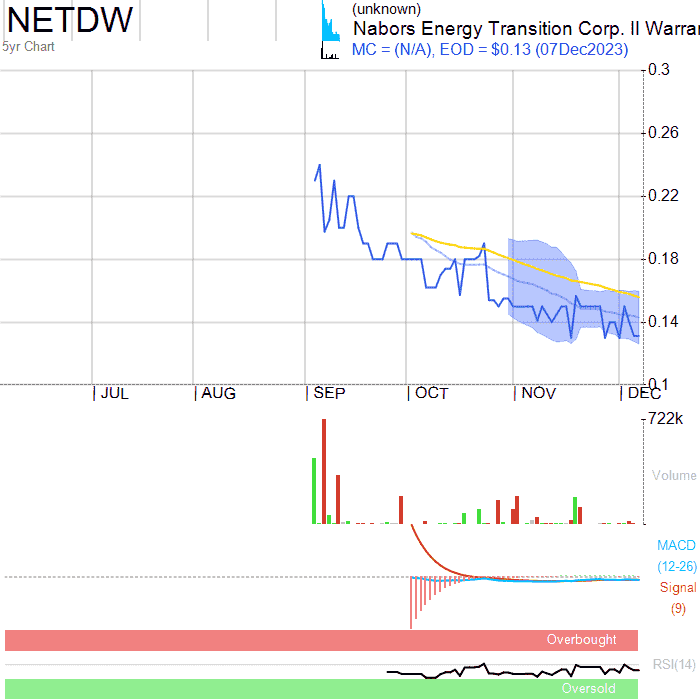 NETDW
5yr Chart
(unknown)
Nabors Energy Transition Corp. II Warra
MC = (N/A), EOD = $0.13 (07Dec2023)
0.3
0.26
0.22
0.18
0.14
0.1
JUL AUG SEP OCT NOV DEC
722k
Volume
MACD
(12-26)
Signal
(9)
Overbought
RSI(14)
Oversold